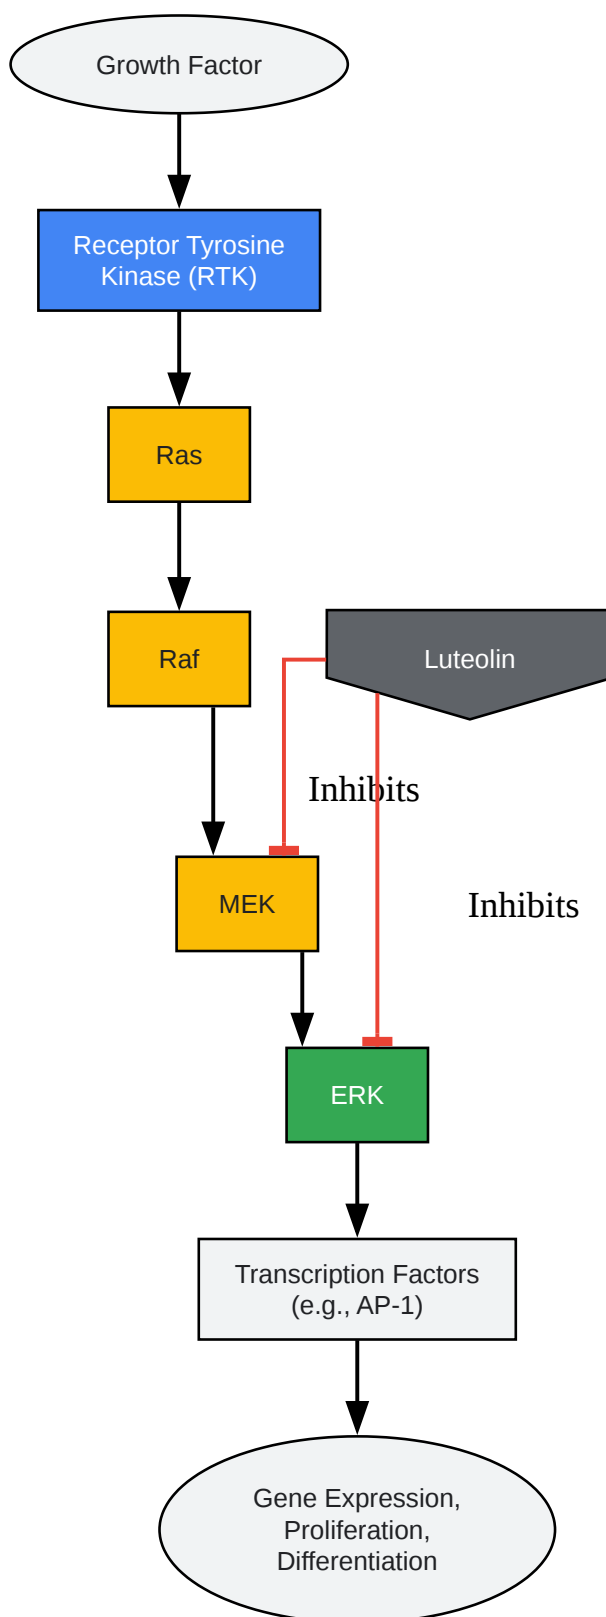 Growth Factor
Receptor Tyrosine
Kinase (RTK)
Ras
Raf
Luteolin
Inhibits
MEK
Inhibits
ERK
Transcription Factors
(e.g., AP-1)
Gene Expression,
Proliferation,
Differentiation